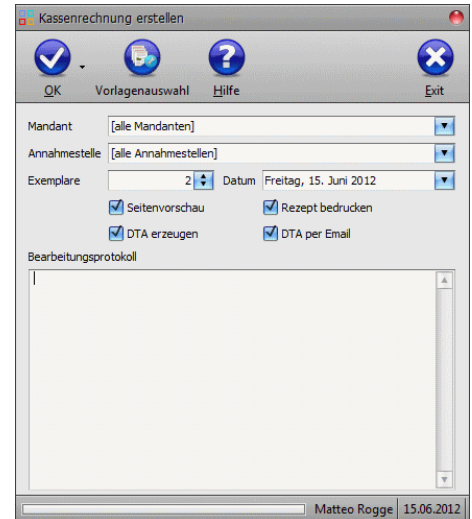 Kassenrechnung erstellen
OK Vorlagenauswahl Hilfe Exit
Mandant [alle Mandanten]
Annahmestelle [alle Annahmestellen]
Exemplare 2 Datum Freitag, 15. Juni 2012
Seitenvorschau Rezept bedrucken
DTA erzeugen DTA per Email
Bearbeitungsprotokoll
Matteo Rogge 15.06.2012